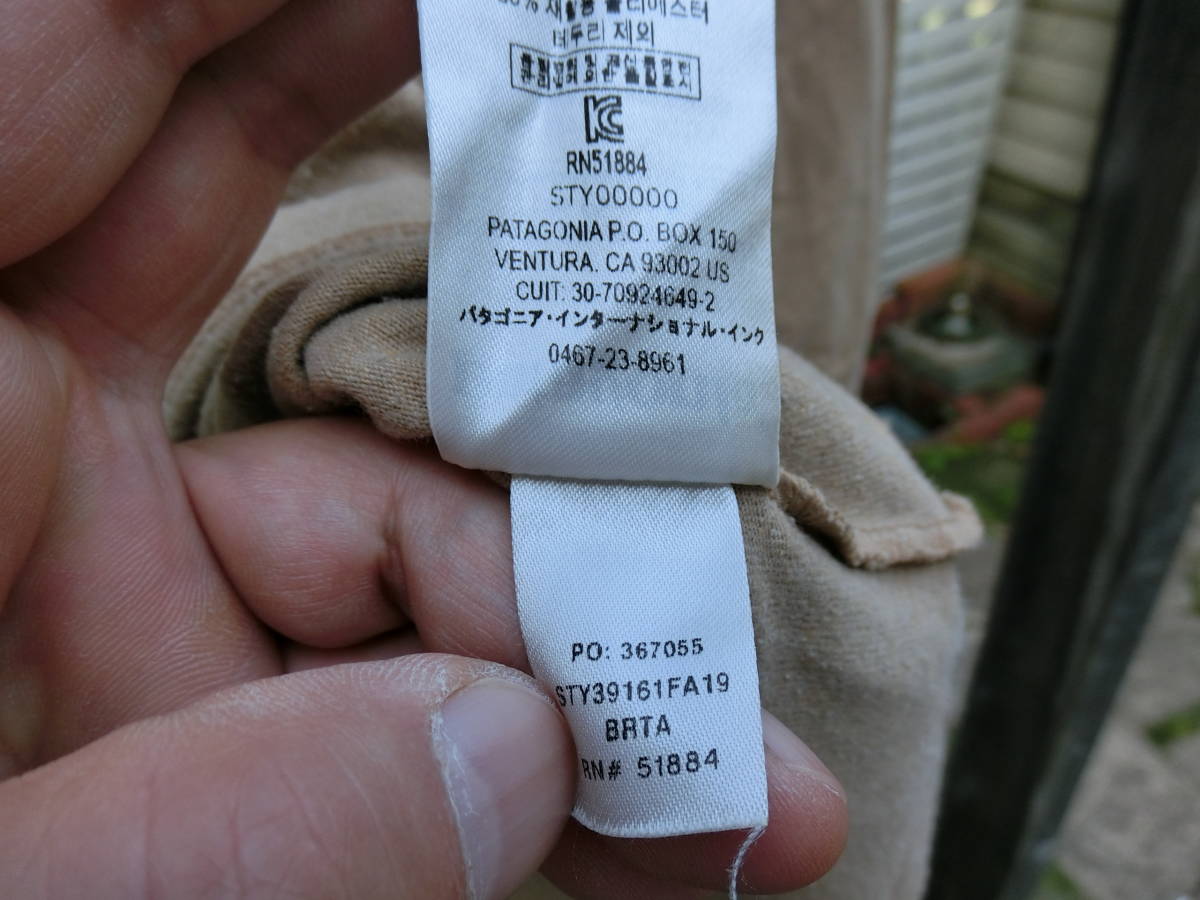 테두리 제외
KC
RN51884
STY00000
PATAGONIA P.O. BOX 150
VENTURA. CA 93002 US
CUIT: 30-70924649-2
パタゴニア・インターナショナル・インク
0467-23-8961
PO: 367055
STY39161FA19
BRTA
RN# 51884